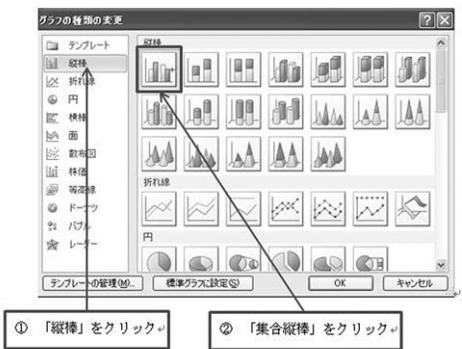 グラフの種類の変更
テンプレート
縦棒
折れ線
円
横棒
面
散布図
株価
等高線
ドーナツ
バブル
レーダー
縦棒
折れ線
円
テンプレートの管理(M)...
標準グラフに設定(S)
OK
キャンセル
① 「縦棒」をクリック
② 「集合縦棒」をクリック